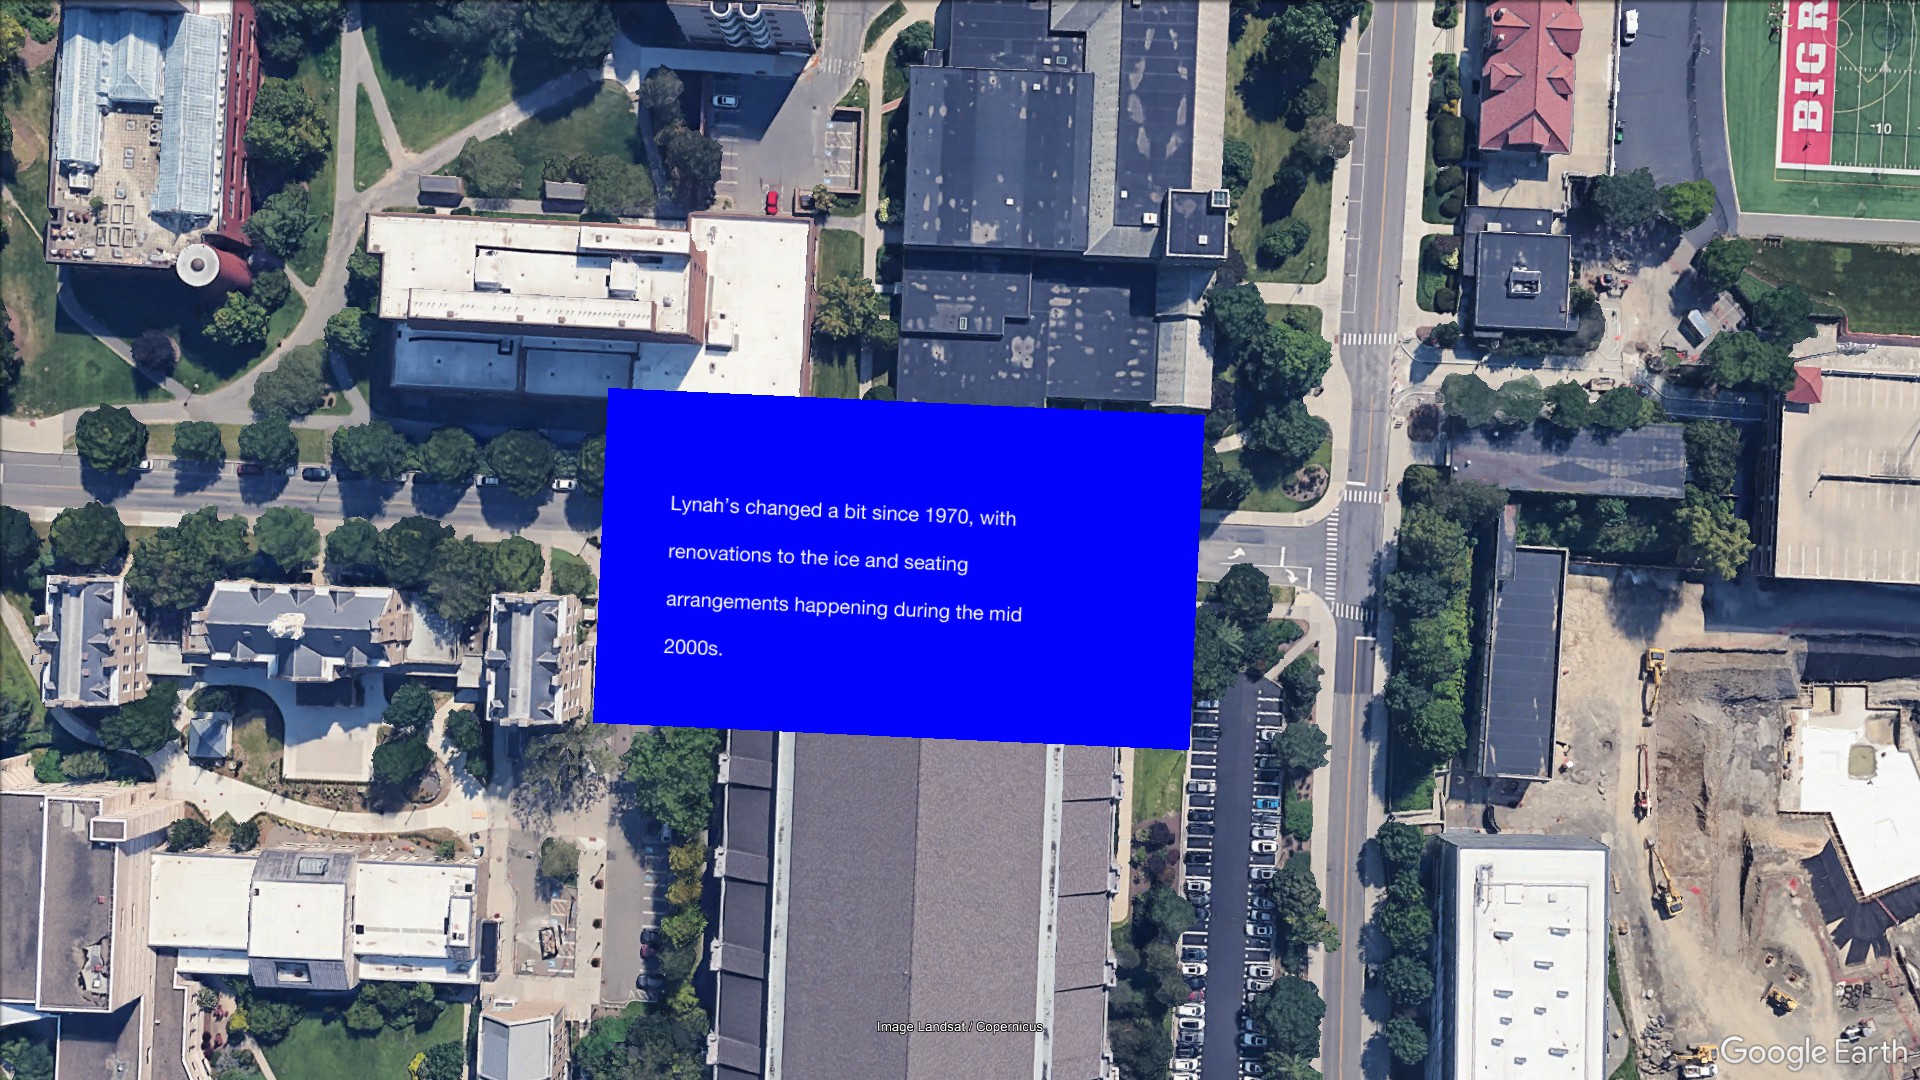 BIG R
10
Lynah's changed a bit since 1970, with
renovations to the ice and seating
arrangements happening during the mid
2000s.
Image Landsat / Copernicus
Google Earth